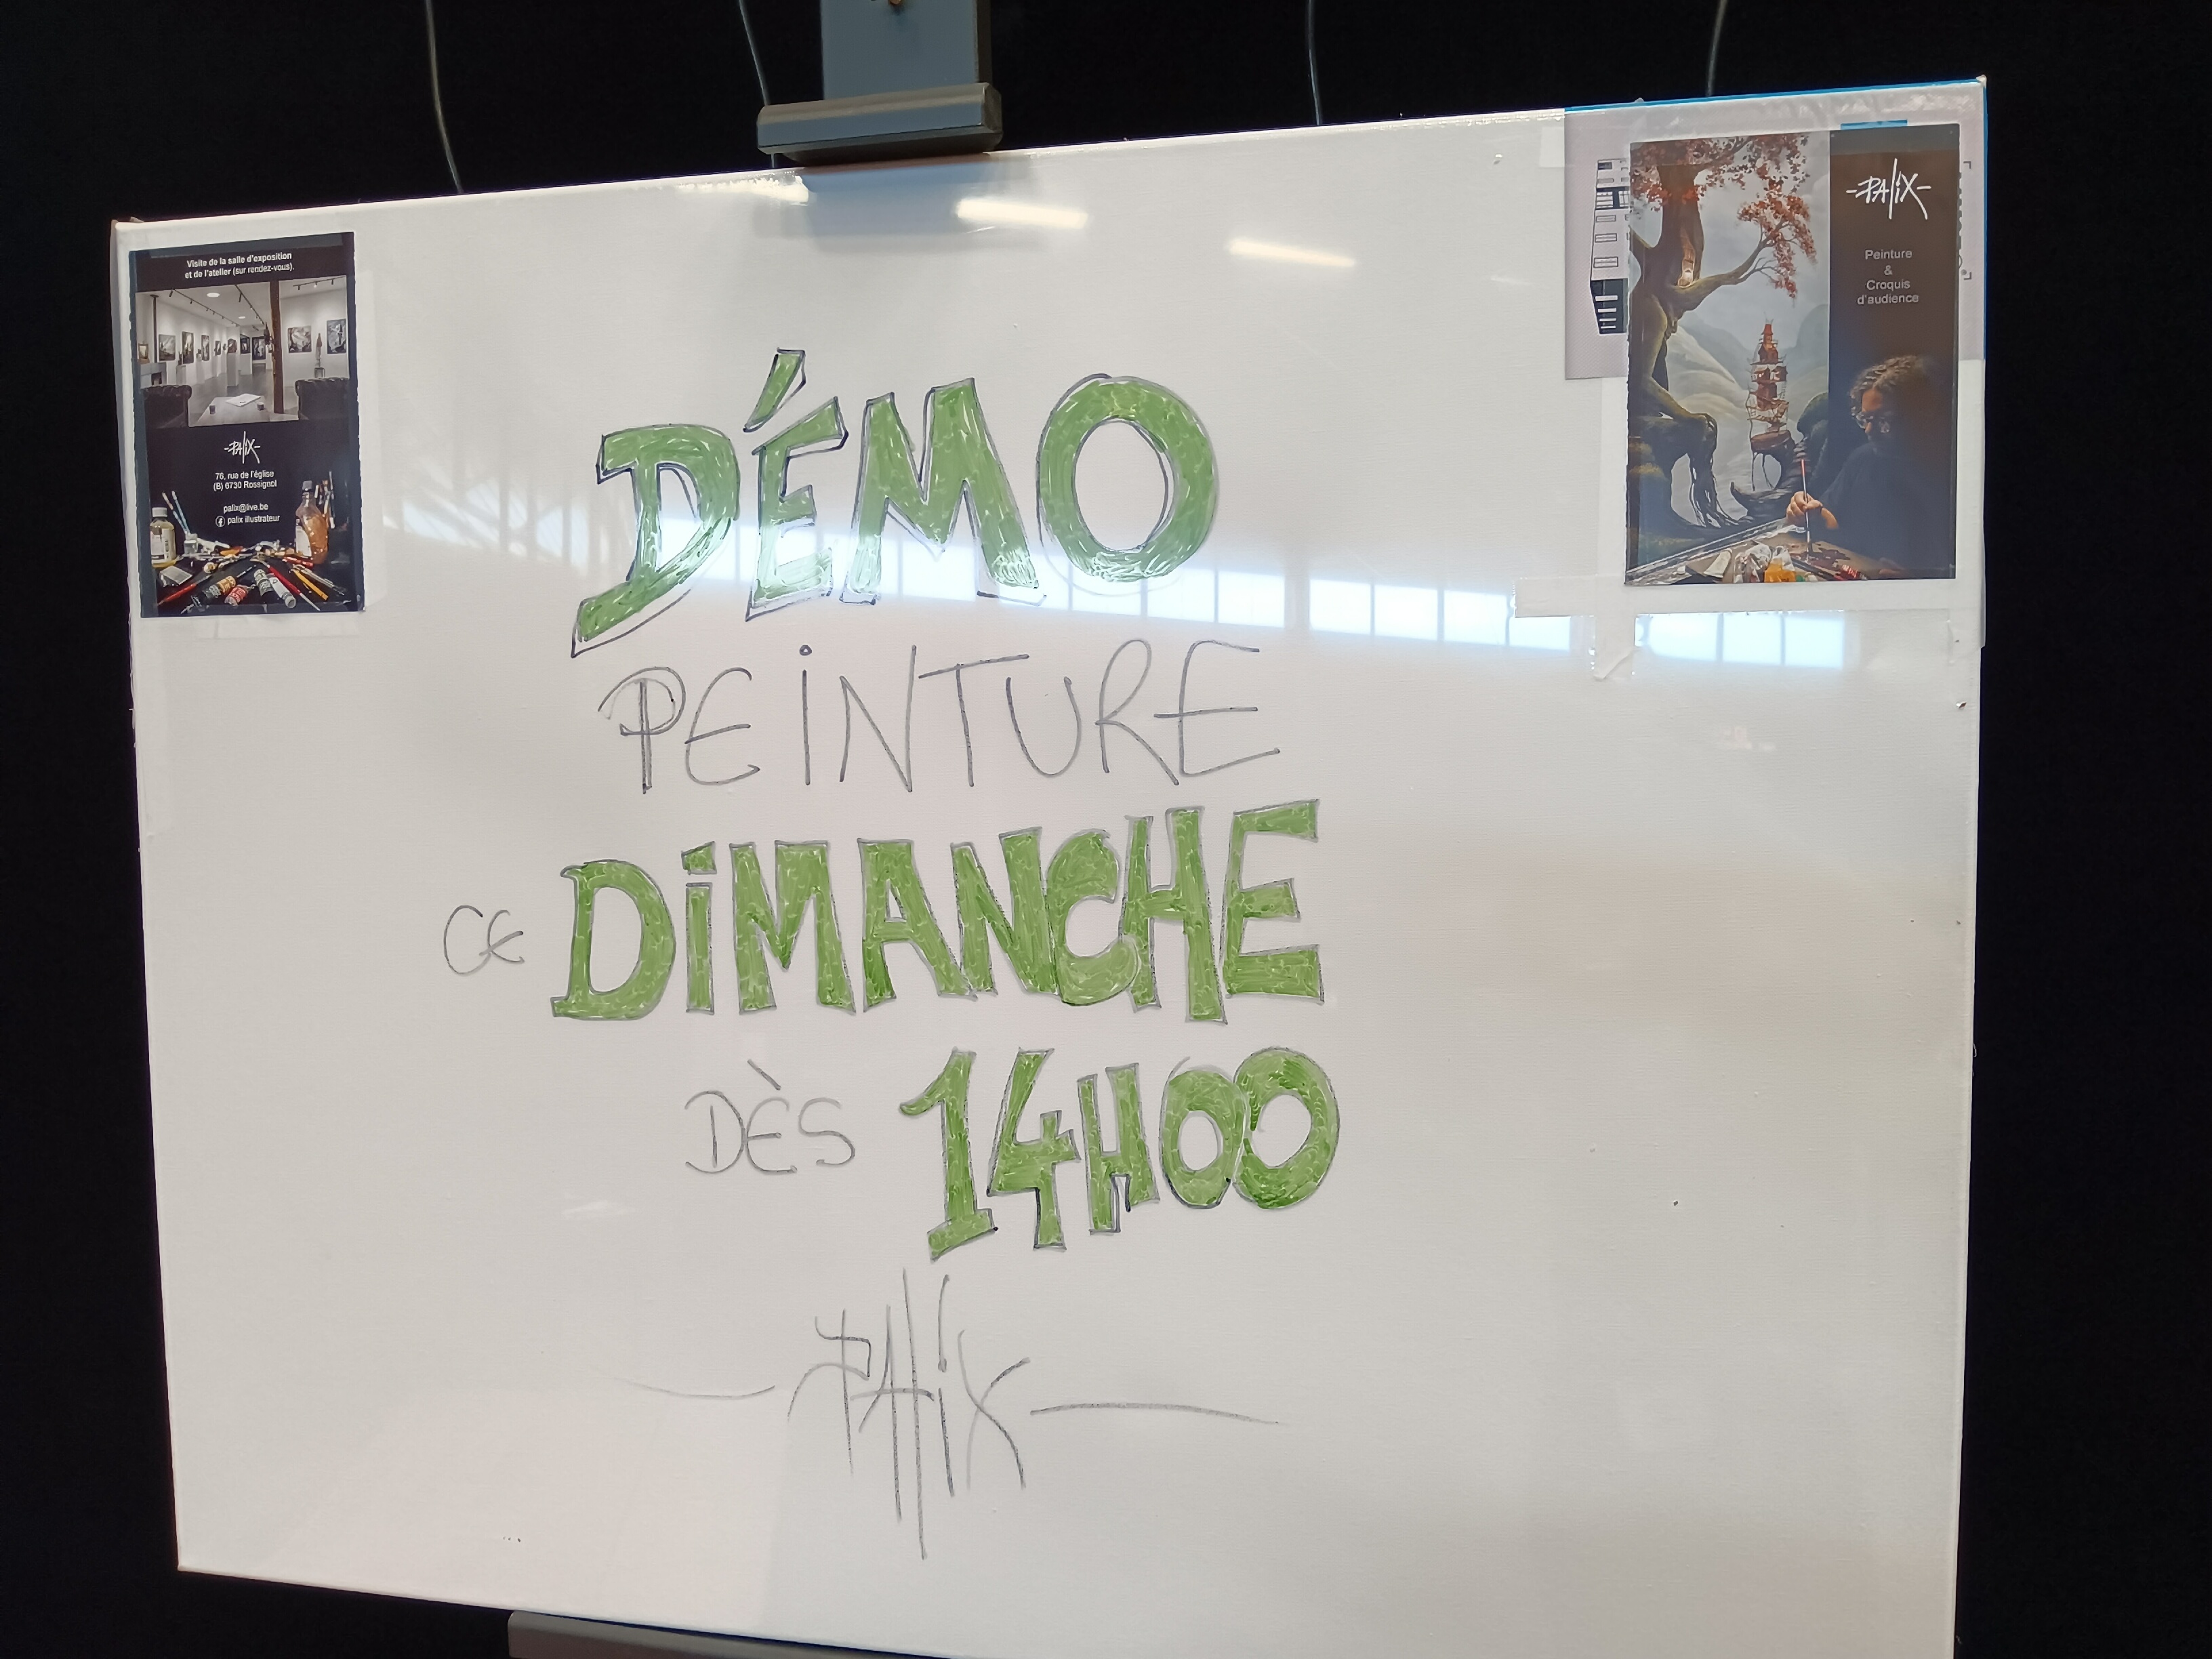 Visite de la salle d'exposition
et de l'atelier (sur rendez-vous).
-PALiX-
76, rue de l'église
(B) 6730 Rossignol
palix@live.be
palix illustrateur
-PALiX-
Peinture
&
Croquis
d'audience
DÉMO
PEiNTURE
CE DiMANCHE
DÈS 14H00
PALiX